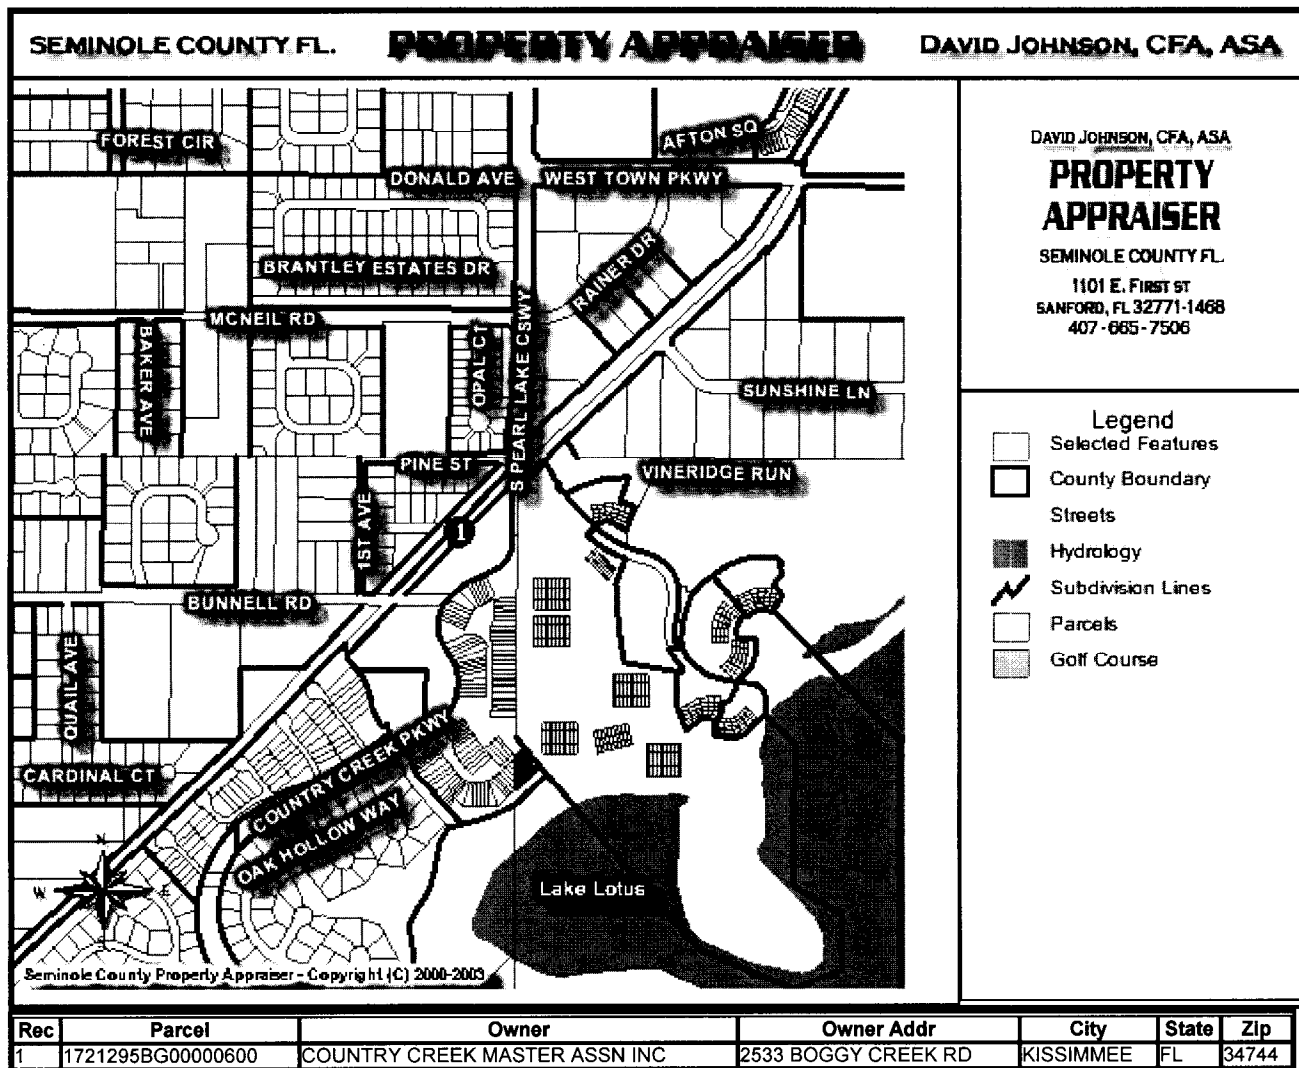 SEMINOLE COUNTY FL. PROPERTY APPRAISER DAVID JOHNSON, CFA, ASA
DAVID JOHNSON, CFA, ASA
PROPERTY
APPRAISER
SEMINOLE COUNTY FL.
1101 E. FIRST ST
SANFORD, FL 32771-1468
407-665-7506
AFTON SQ
FOREST CIR
DONALD AVE
WEST TOWN PKWY
BRANTLEY ESTATES DR
RAINER DR
MCNEIL RD
BAKER AVE
OPAL CT
S PEARL LAKE CSWY
SUNSHINE LN
PINE ST
VINERIDGE RUN
1ST AVE
1
BUNNELL RD
QUAIL AVE
CARDINAL CT
COUNTRY CREEK PKWY
OAK HOLLOW WAY
Lake Lotus
N
W
E
Seminole County Property Appraiser - Copyright (C) 2000-2003
Legend
Selected Features
County Boundary
Streets
Hydrology
Subdivision Lines
Parcels
Golf Course
Rec Parcel Owner Owner Addr City State Zip
1 1721295BG00000600 COUNTRY CREEK MASTER ASSN INC 2533 BOGGY CREEK RD KISSIMMEE FL 34744